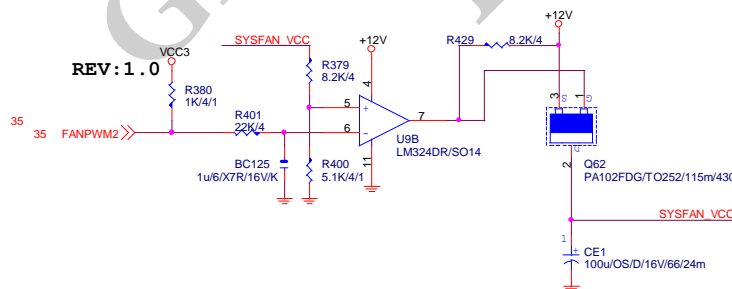 +12V
R429
8.2K/4
SYSFAN_VCC
+12V
VCC3
REV:1.0
R379
8.2K/4
R380
1K/4/1
4
3
S
1
G
35
35
FANPWM2
R401
22K/4
5
+
6
-
7
U9B
LM324DR/SO14
11
BC125
1u/6/X7R/16V/K
R400
5.1K/4/1
D
2
Q62
PA102FDG/TO252/115m/430
SYSFAN_VCC
1
+
CE1
100u/OS/D/16V/66/24m